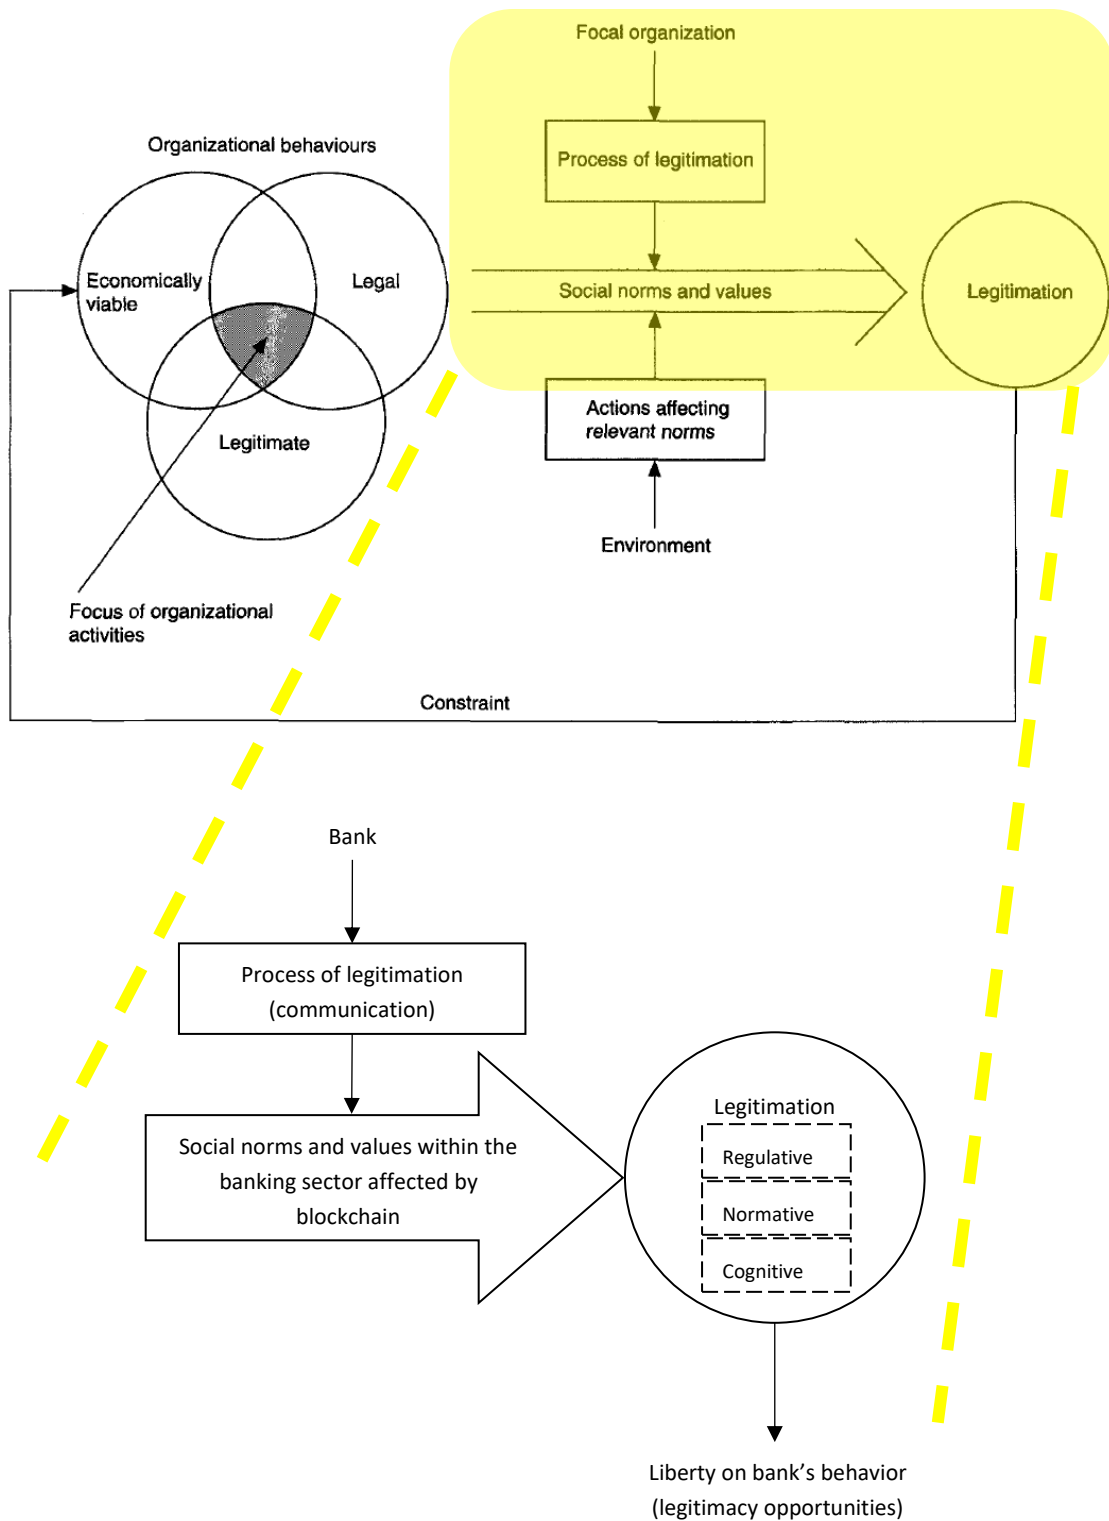 Focal organization
Organizational behaviours
Process of legitimation
Economically
viable
Legal
Social norms and values
Legitimation
Legitimate
Actions affecting
relevant norms
Environment
Focus of organizational
activities
Constraint
Bank
Process of legitimation
(communication)
Legitimation
Social norms and values within the
banking sector affected by
blockchain
Regulative
Normative
Cognitive
Liberty on bank’s behavior
(legitimacy opportunities)